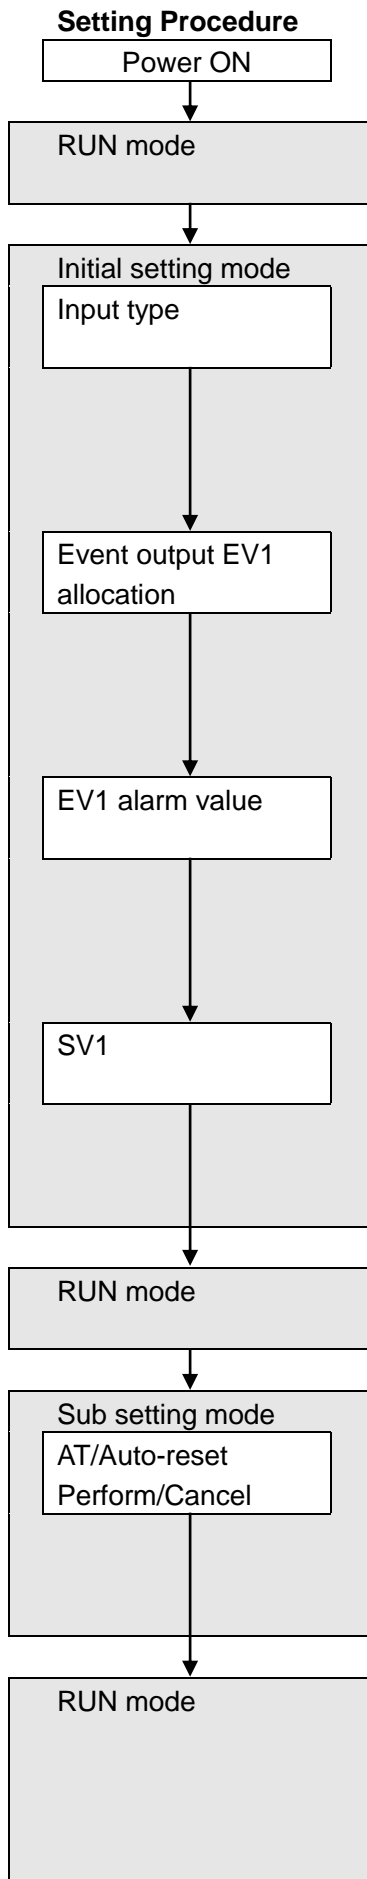 Setting Procedure
Power ON
RUN mode
Initial setting mode
Input type
Event output EV1
allocation
EV1 alarm value
SV1
RUN mode
Sub setting mode
AT/Auto-reset
Perform/Cancel
RUN mode